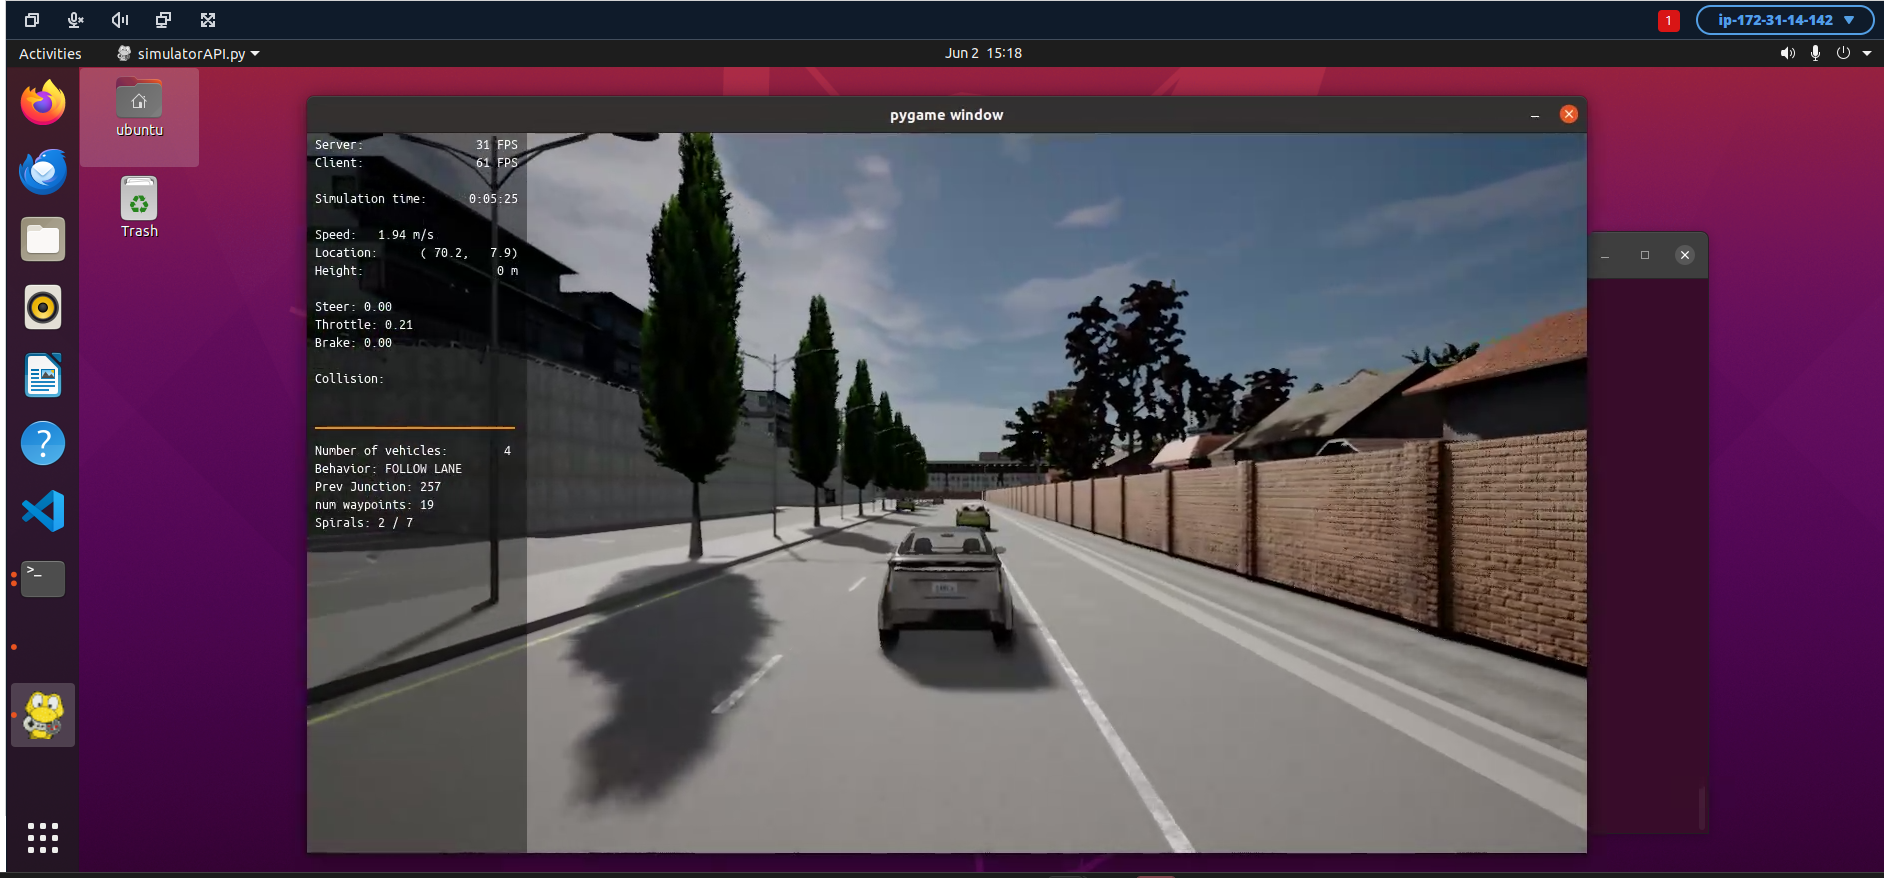 1
ip-172-31-14-142
Activities
simulatorAPI.py
Jun 2 15:18
ubuntu
Trash
pygame window
Server: 31 FPS
Client: 61 FPS
Simulation time: 0:05:25
Speed: 1.94 m/s
Location: ( 70.2, 7.9)
Height: 0 m
Steer: 0.00
Throttle: 0.21
Brake: 0.00
Collision:
Number of vehicles: 4
Behavior: FOLLOW LANE
Prev Junction: 257
num waypoints: 19
Spirals: 2 / 7